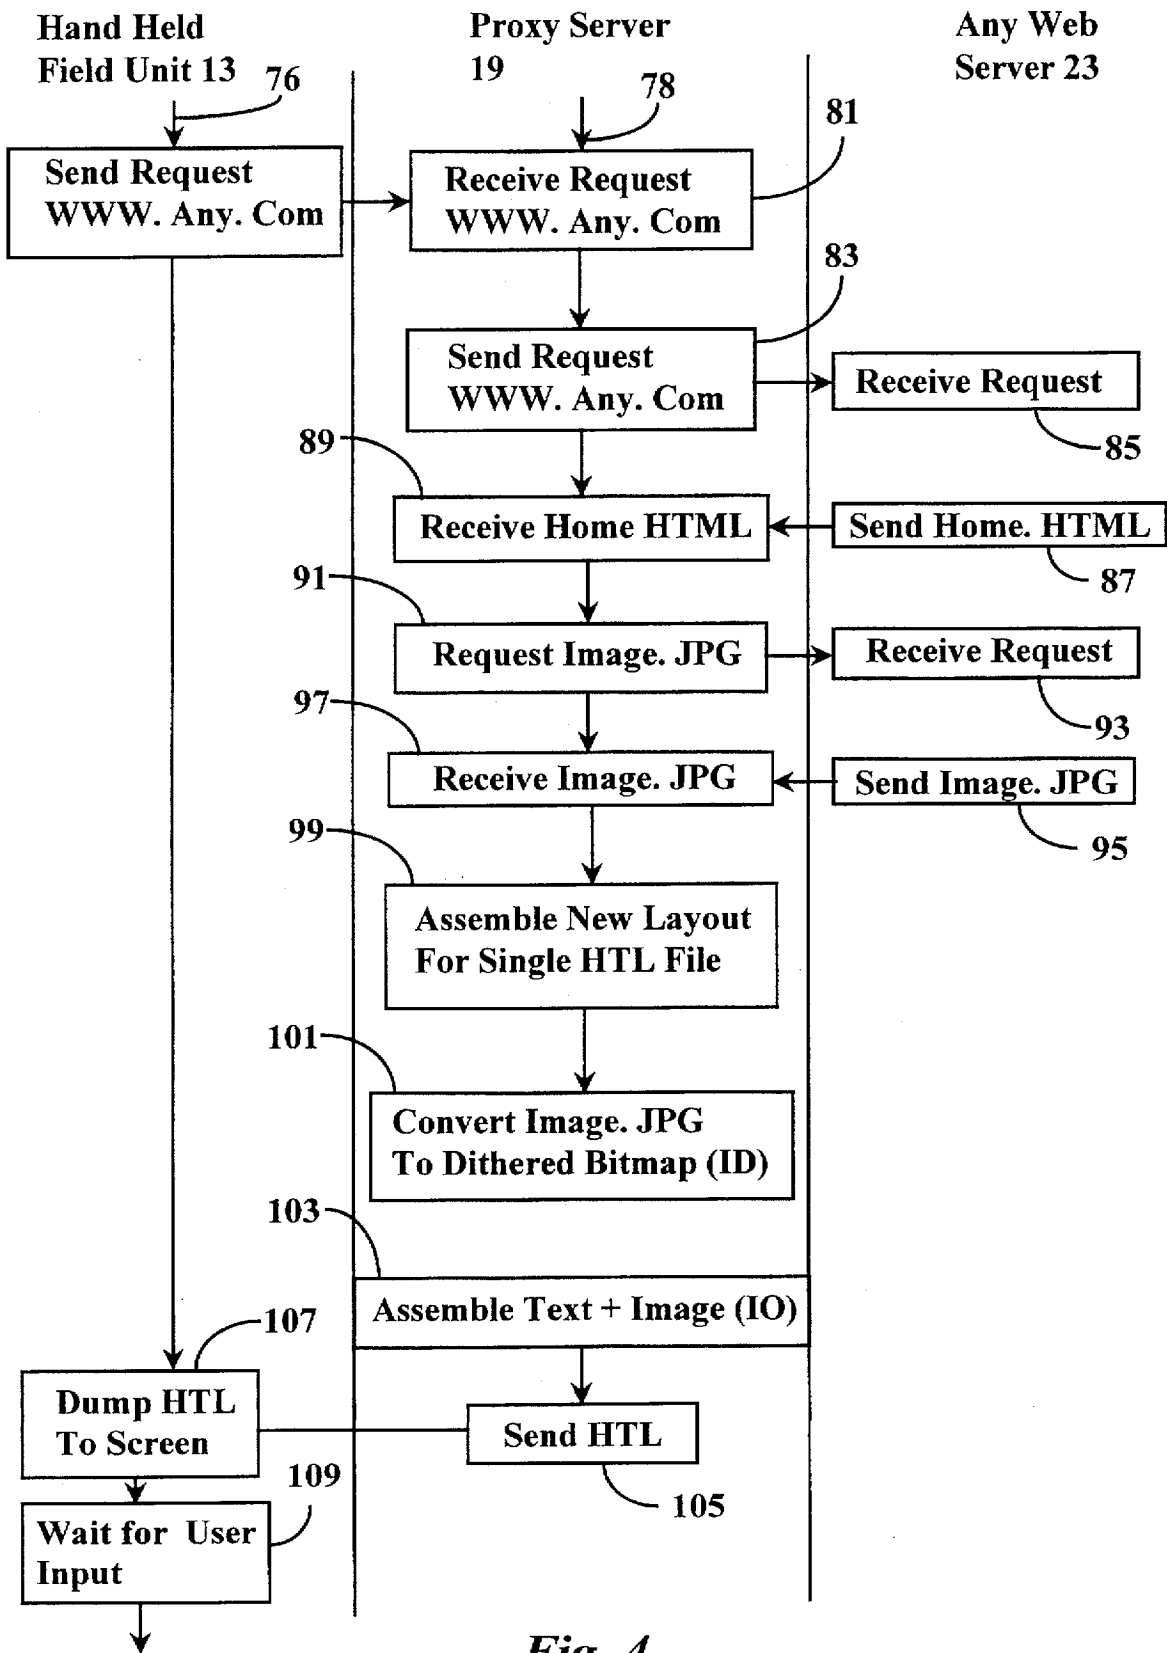 Hand Held
Field Unit 13
Proxy Server
19
Any Web
Server 23
76
78
81
Send Request
WWW. Any. Com
Receive Request
WWW. Any. Com
83
Send Request
WWW. Any. Com
Receive Request
85
89
Receive Home HTML
Send Home. HTML
87
91
Request Image. JPG
Receive Request
93
97
Receive Image. JPG
Send Image. JPG
95
99
Assemble New Layout
For Single HTL File
101
Convert Image. JPG
To Dithered Bitmap (ID)
103
Assemble Text + Image (IO)
107
Dump HTL
To Screen
Send HTL
105
109
Wait for User
Input
Fig. 4